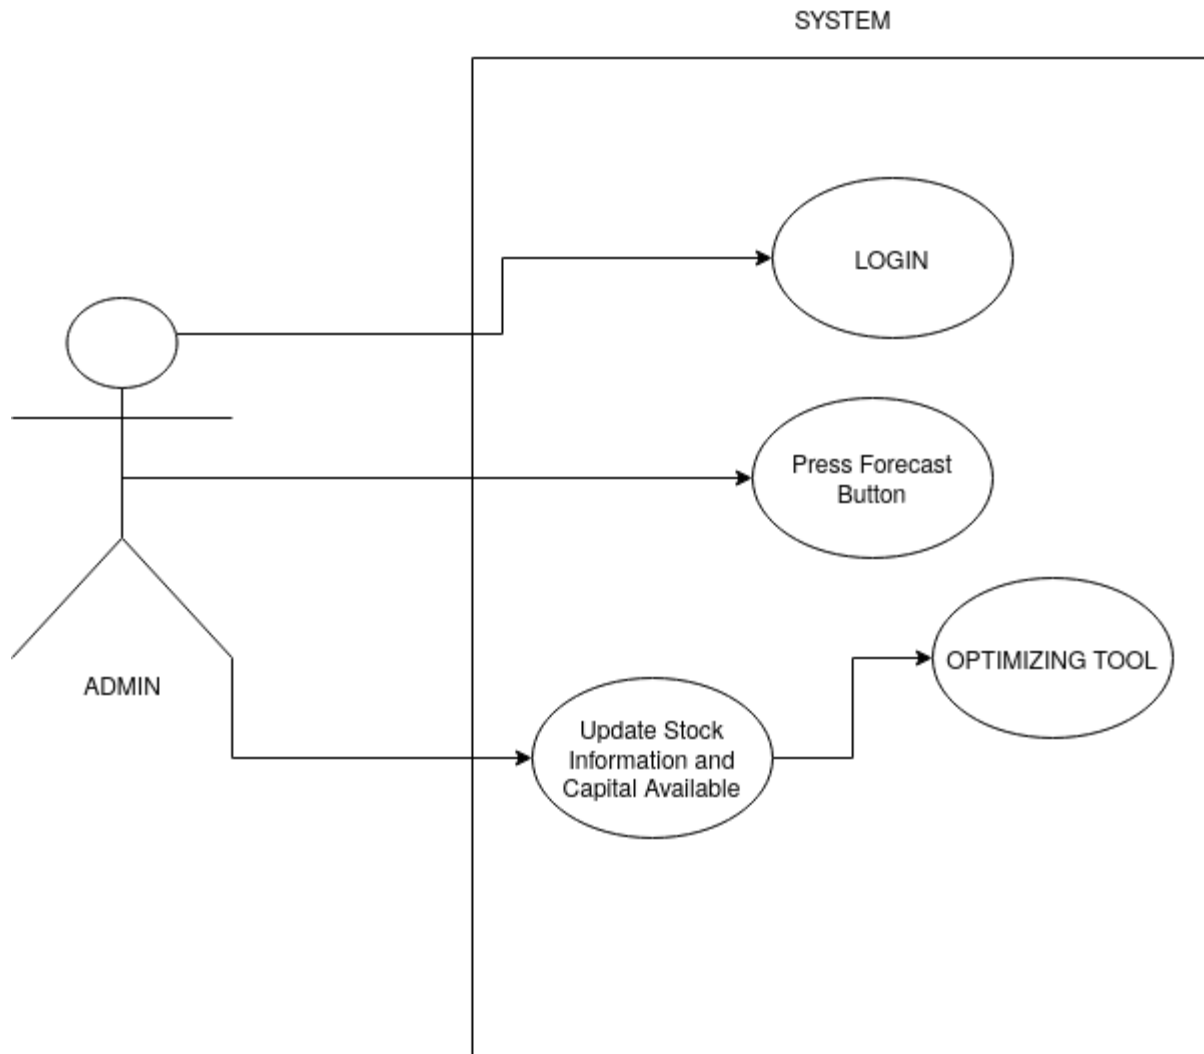 SYSTEM
LOGIN
Press Forecast
Button
OPTIMIZING TOOL
ADMIN
Update Stock
Information and
Capital Available